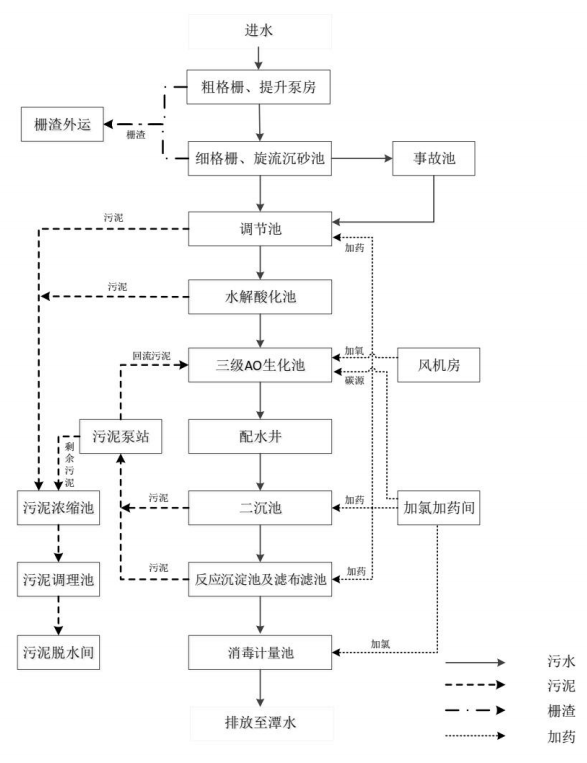 进水
粗格栅、提升泵房
栅渣外运
栅渣
细格栅、旋流沉砂池
事故池
污泥
调节池
加药
污泥
水解酸化池
回流污泥
三级AO生化池
加氧
风机房
碳源
污泥泵站
配水井
剩余污泥
污泥浓缩池
污泥
二沉池
加药
加氯加药间
污泥调理池
污泥
反应沉淀池及滤布滤池
加药
污泥脱水间
消毒计量池
加氯
污水
污泥
排放至潭水
栅渣
加药